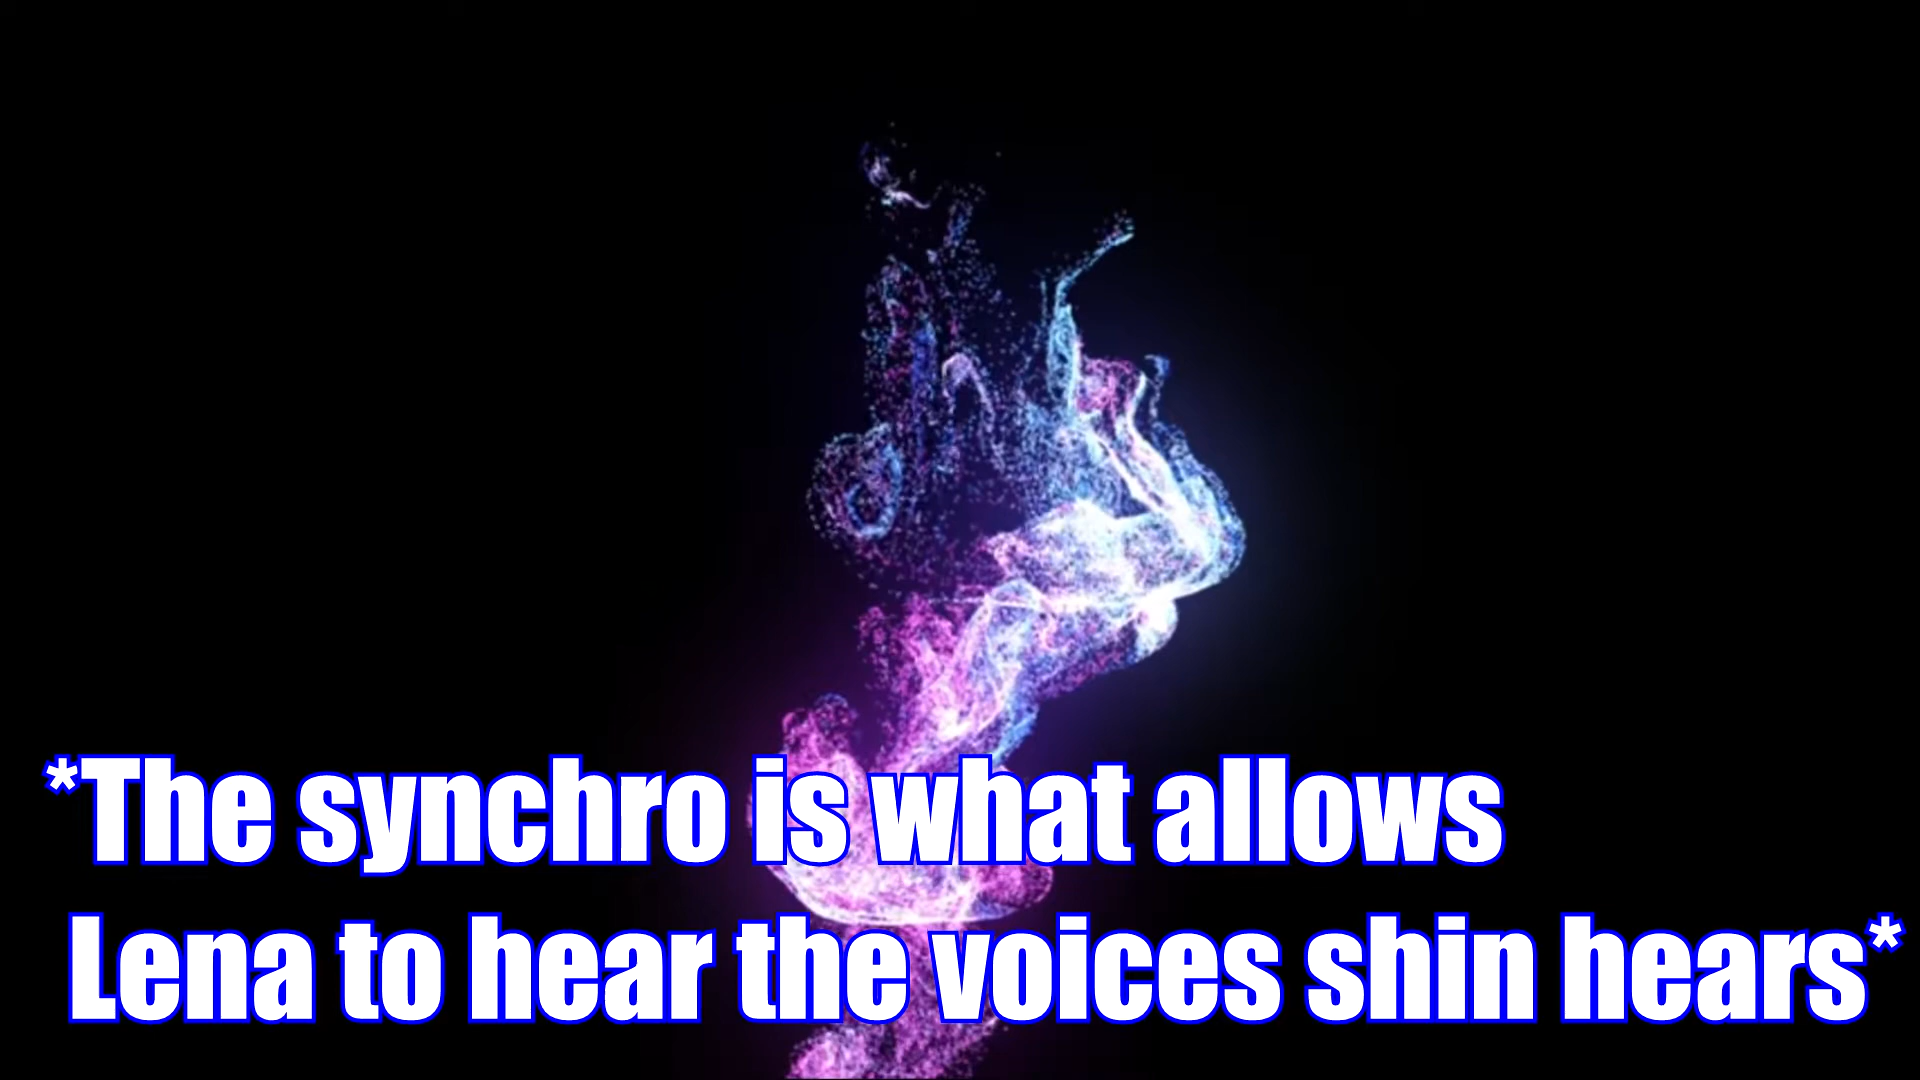 *The synchro is what allows
Lena to hear the voices shin hears*